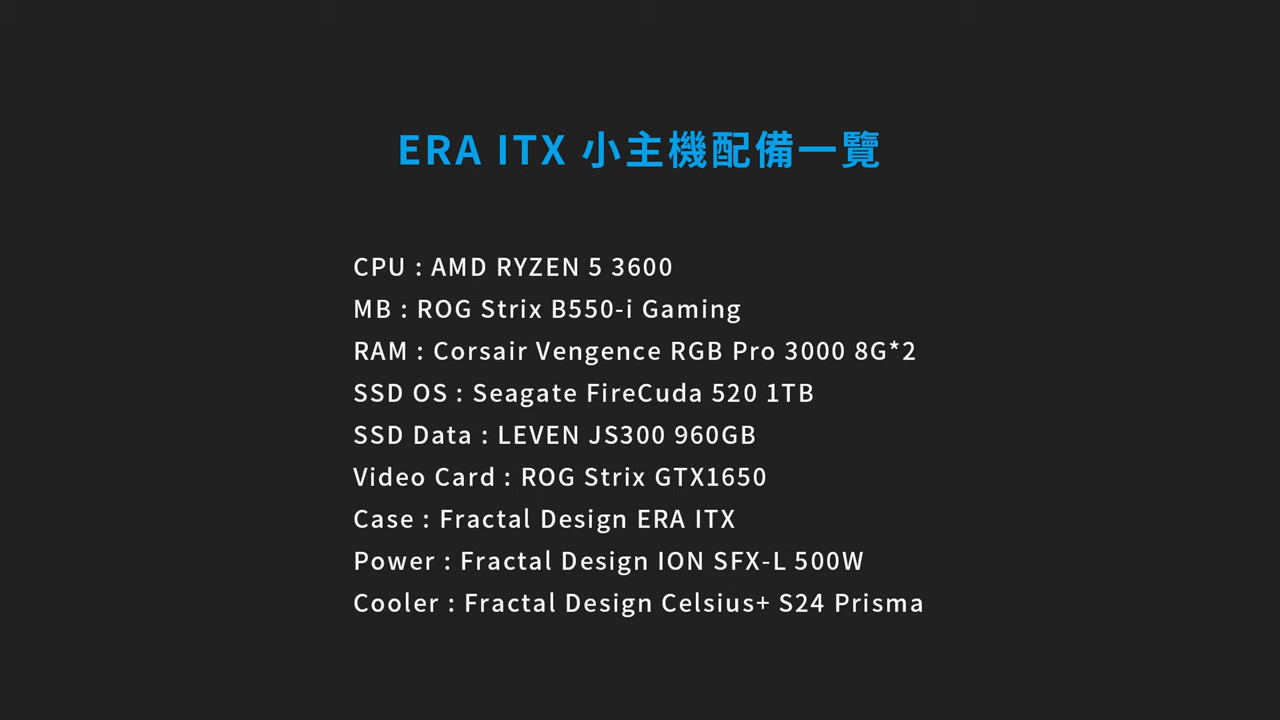 ERA ITX 小主機配備一覽
CPU : AMD RYZEN 5 3600
MB : ROG Strix B550-i Gaming
RAM : Corsair Vengence RGB Pro 3000 8G*2
SSD OS : Seagate FireCuda 520 1TB
SSD Data : LEVEN JS300 960GB
Video Card : ROG Strix GTX1650
Case : Fractal Design ERA ITX
Power : Fractal Design ION SFX-L 500W
Cooler : Fractal Design Celsius+ S24 Prisma